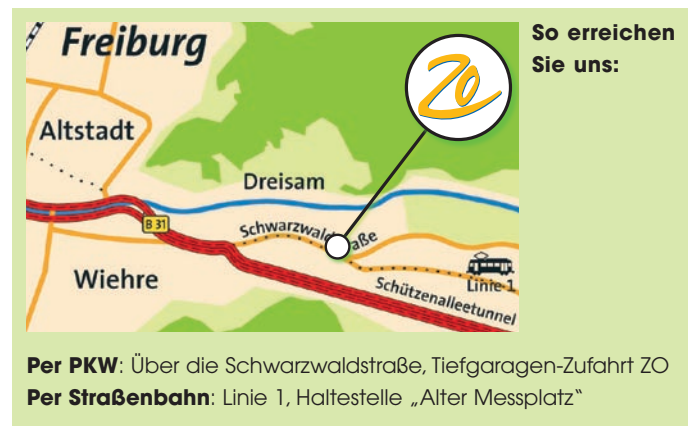 Freiburg
ZO
So erreichen
Sie uns:
Altstadt
Dreisam
B 31
Schwarzwaldstraße
Wiehre
Linie 1
Schützenalleetunnel
Per PKW: Über die Schwarzwaldstraße, Tiefgaragen-Zufahrt ZO
Per Straßenbahn: Linie 1, Haltestelle „Alter Messplatz“